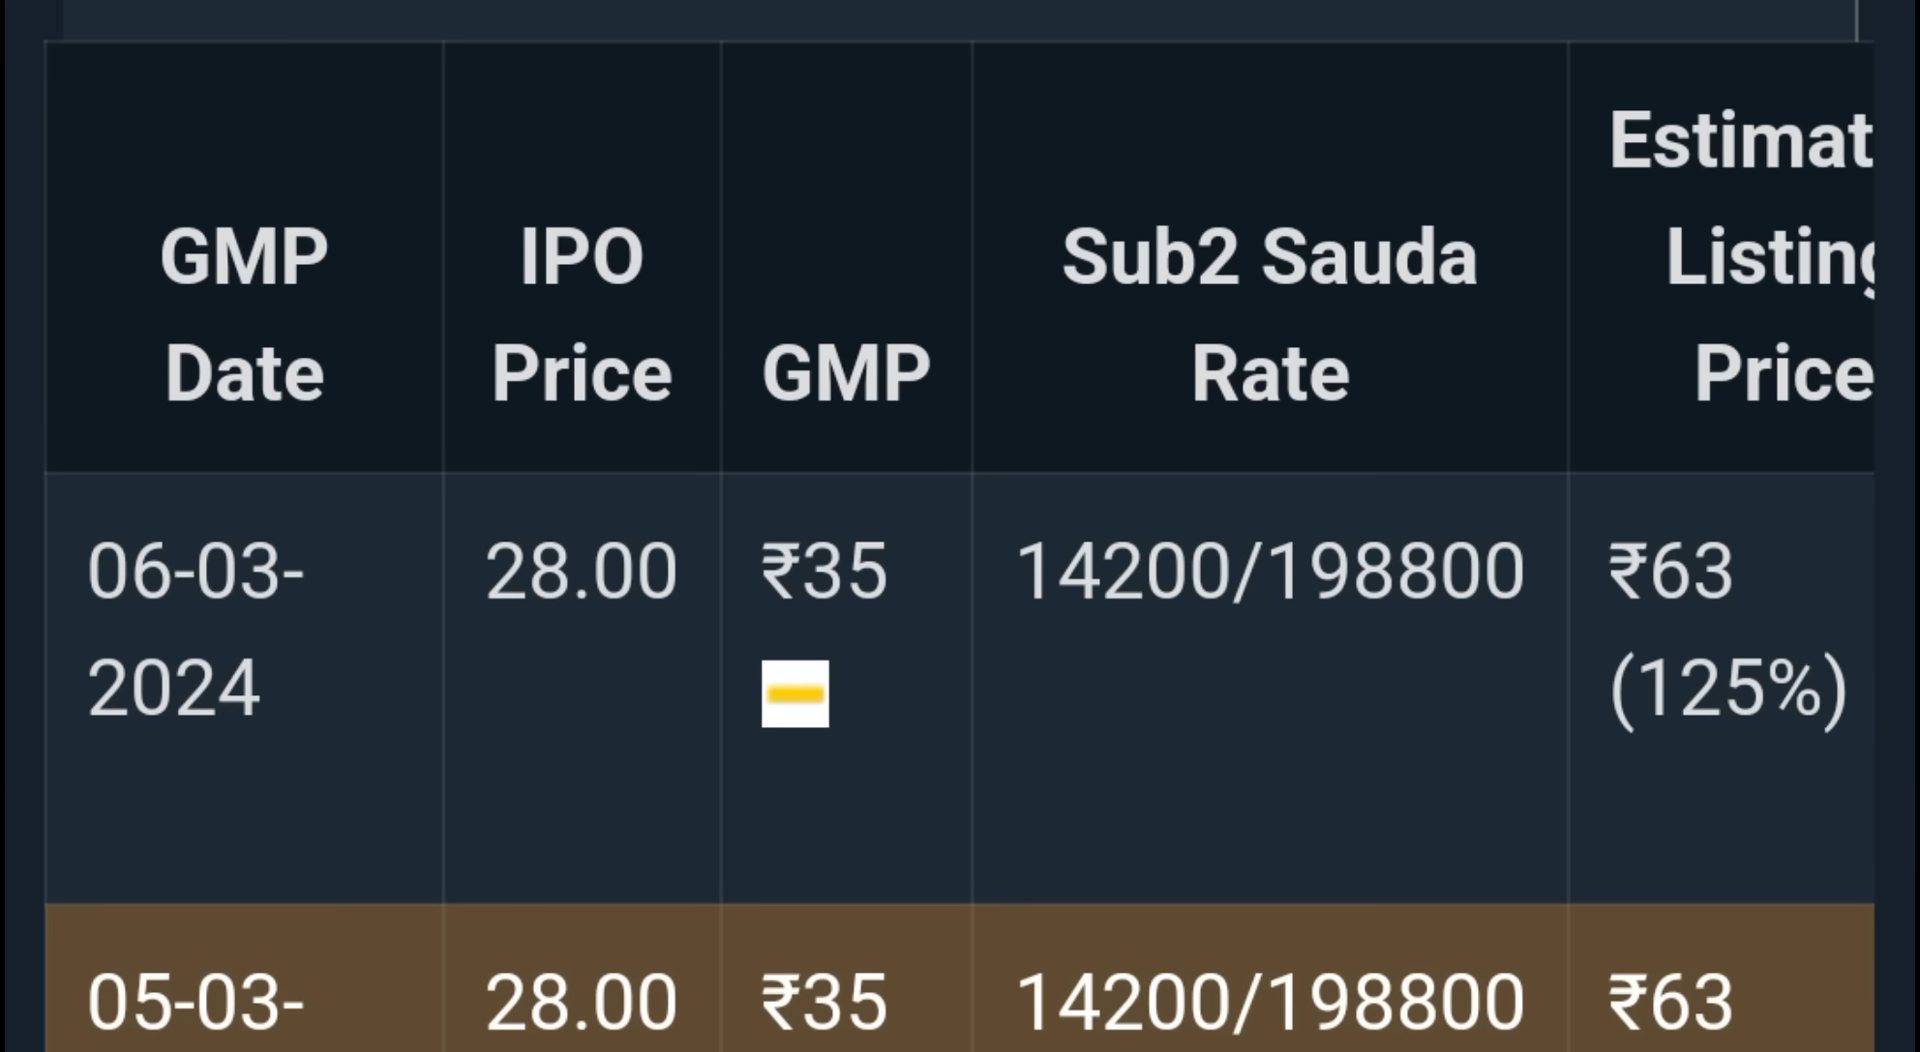 GMP Date
IPO Price
GMP
Sub2 Sauda Rate
Estimat Listing Price
06-03-2024
28.00
₹35
14200/198800
₹63 (125%)
05-03-
28.00
₹35
14200/198800
₹63